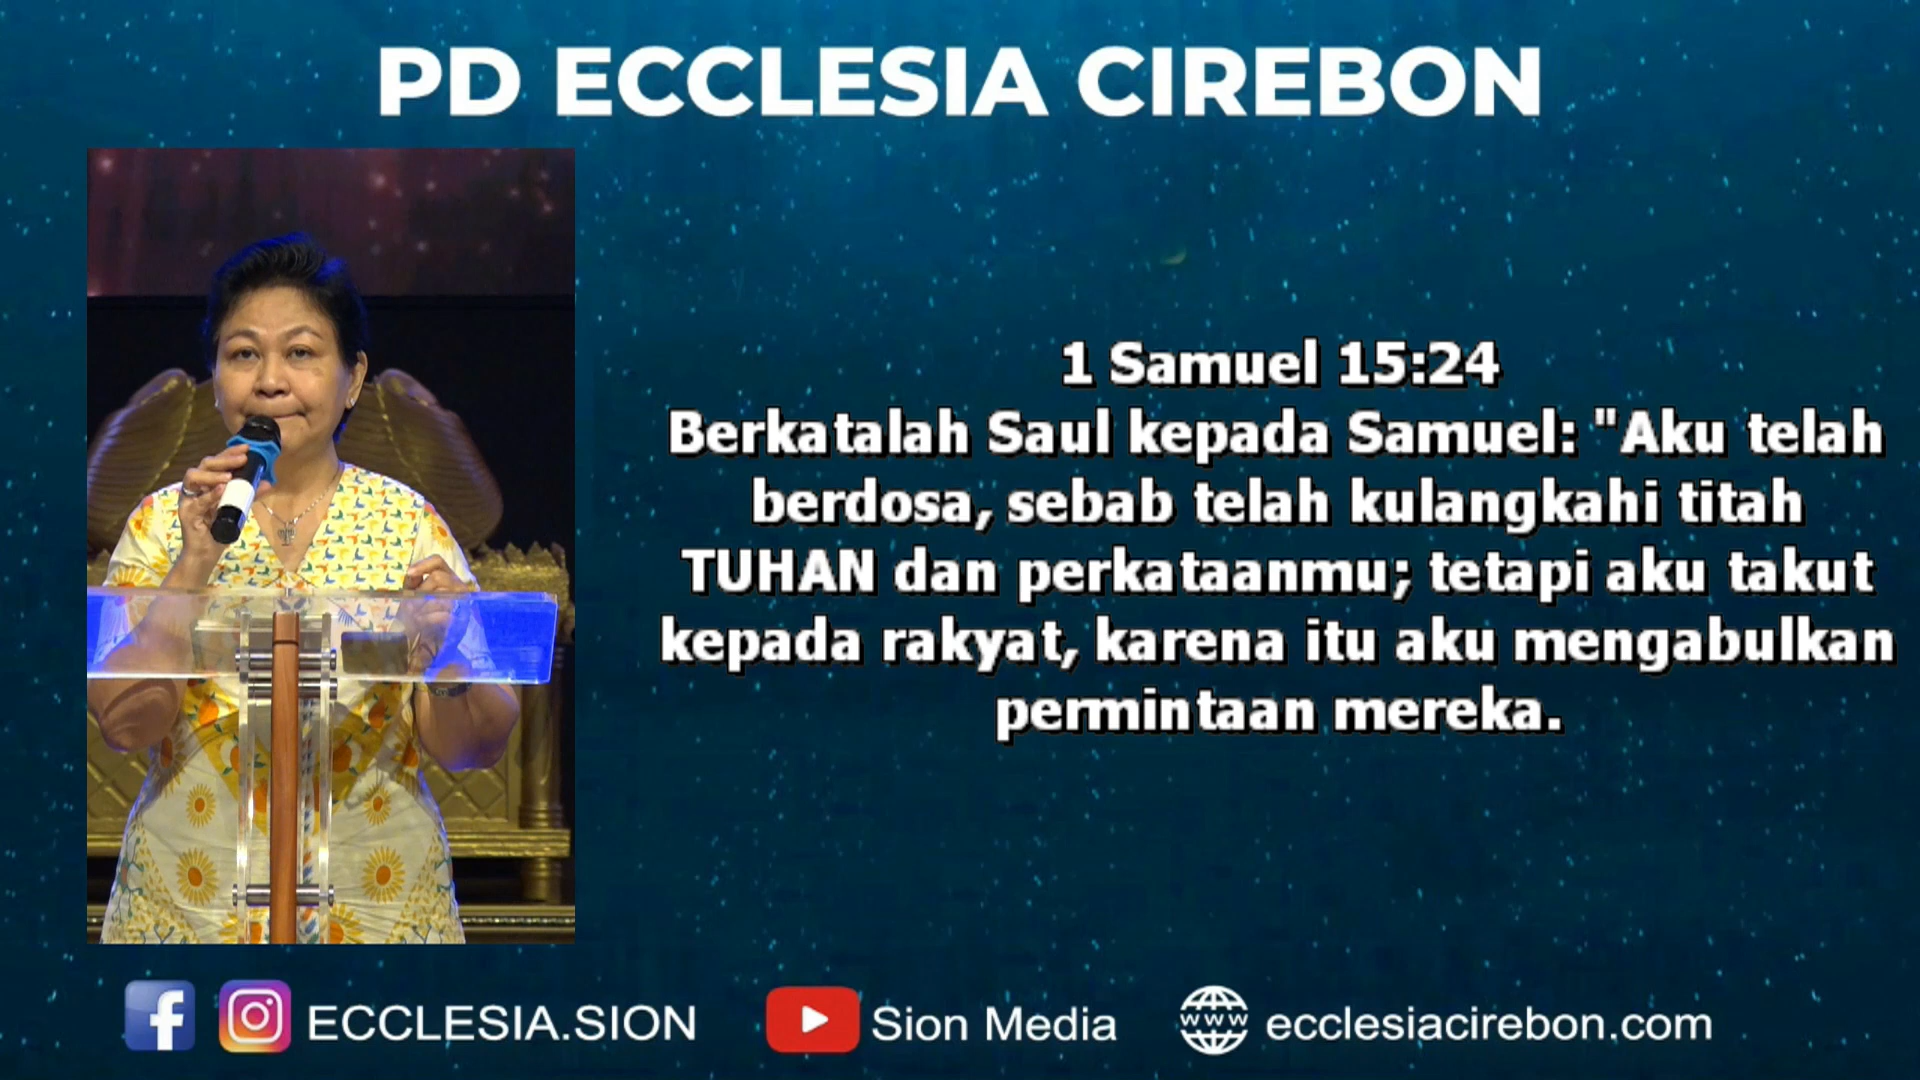 PD ECCLESIA CIREBON
1 Samuel 15:24
Berkatalah Saul kepada Samuel: "Aku telah
berdosa, sebab telah kulangkahi titah
TUHAN dan perkataanmu; tetapi aku takut
kepada rakyat, karena itu aku mengabulkan
permintaan mereka.
f ECCLESIA.SION
Sion Media
www ecclesiacirebon.com